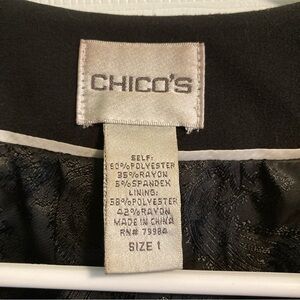 CHICO'S
SELF:
60% POLYESTER
35% RAYON
5% SPANDEX
LINING:
58% POLYESTER
42% RAYON
MADE IN CHINA
RN# 79984
SIZE 1